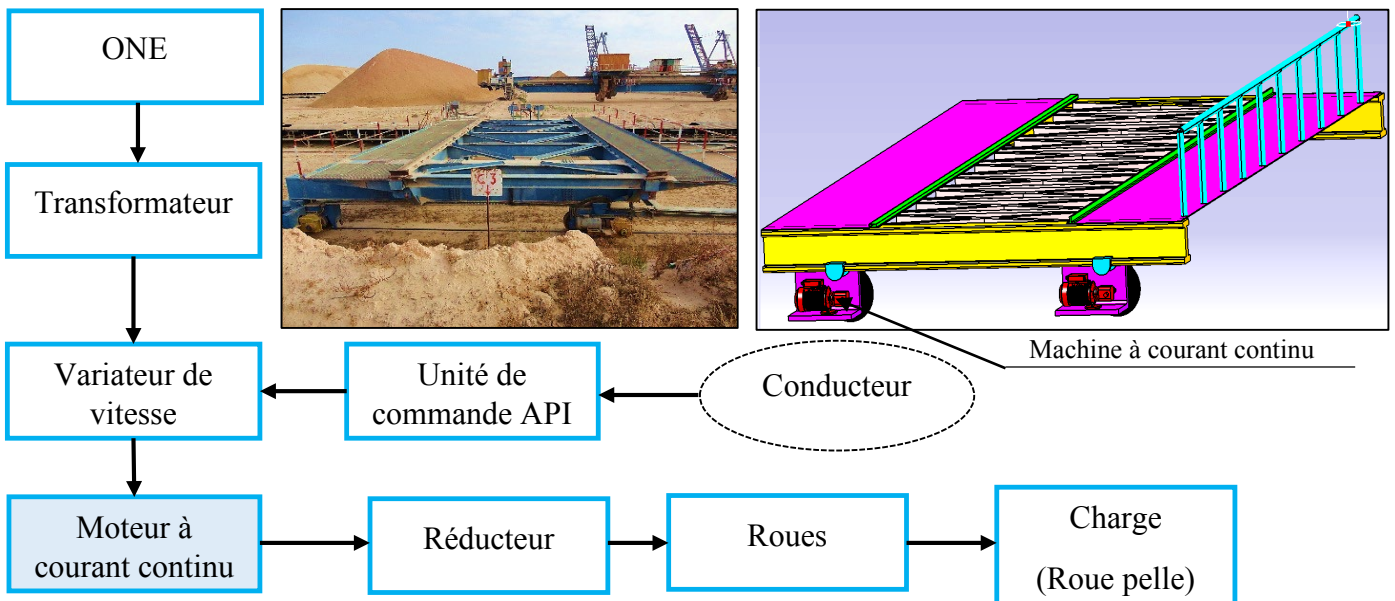 ONE
Transformateur
Variateur de
vitesse
Unité de
commande API
Conducteur
Machine à courant continu
Moteur à
courant continu
Réducteur
Roues
Charge
(Roue pelle)